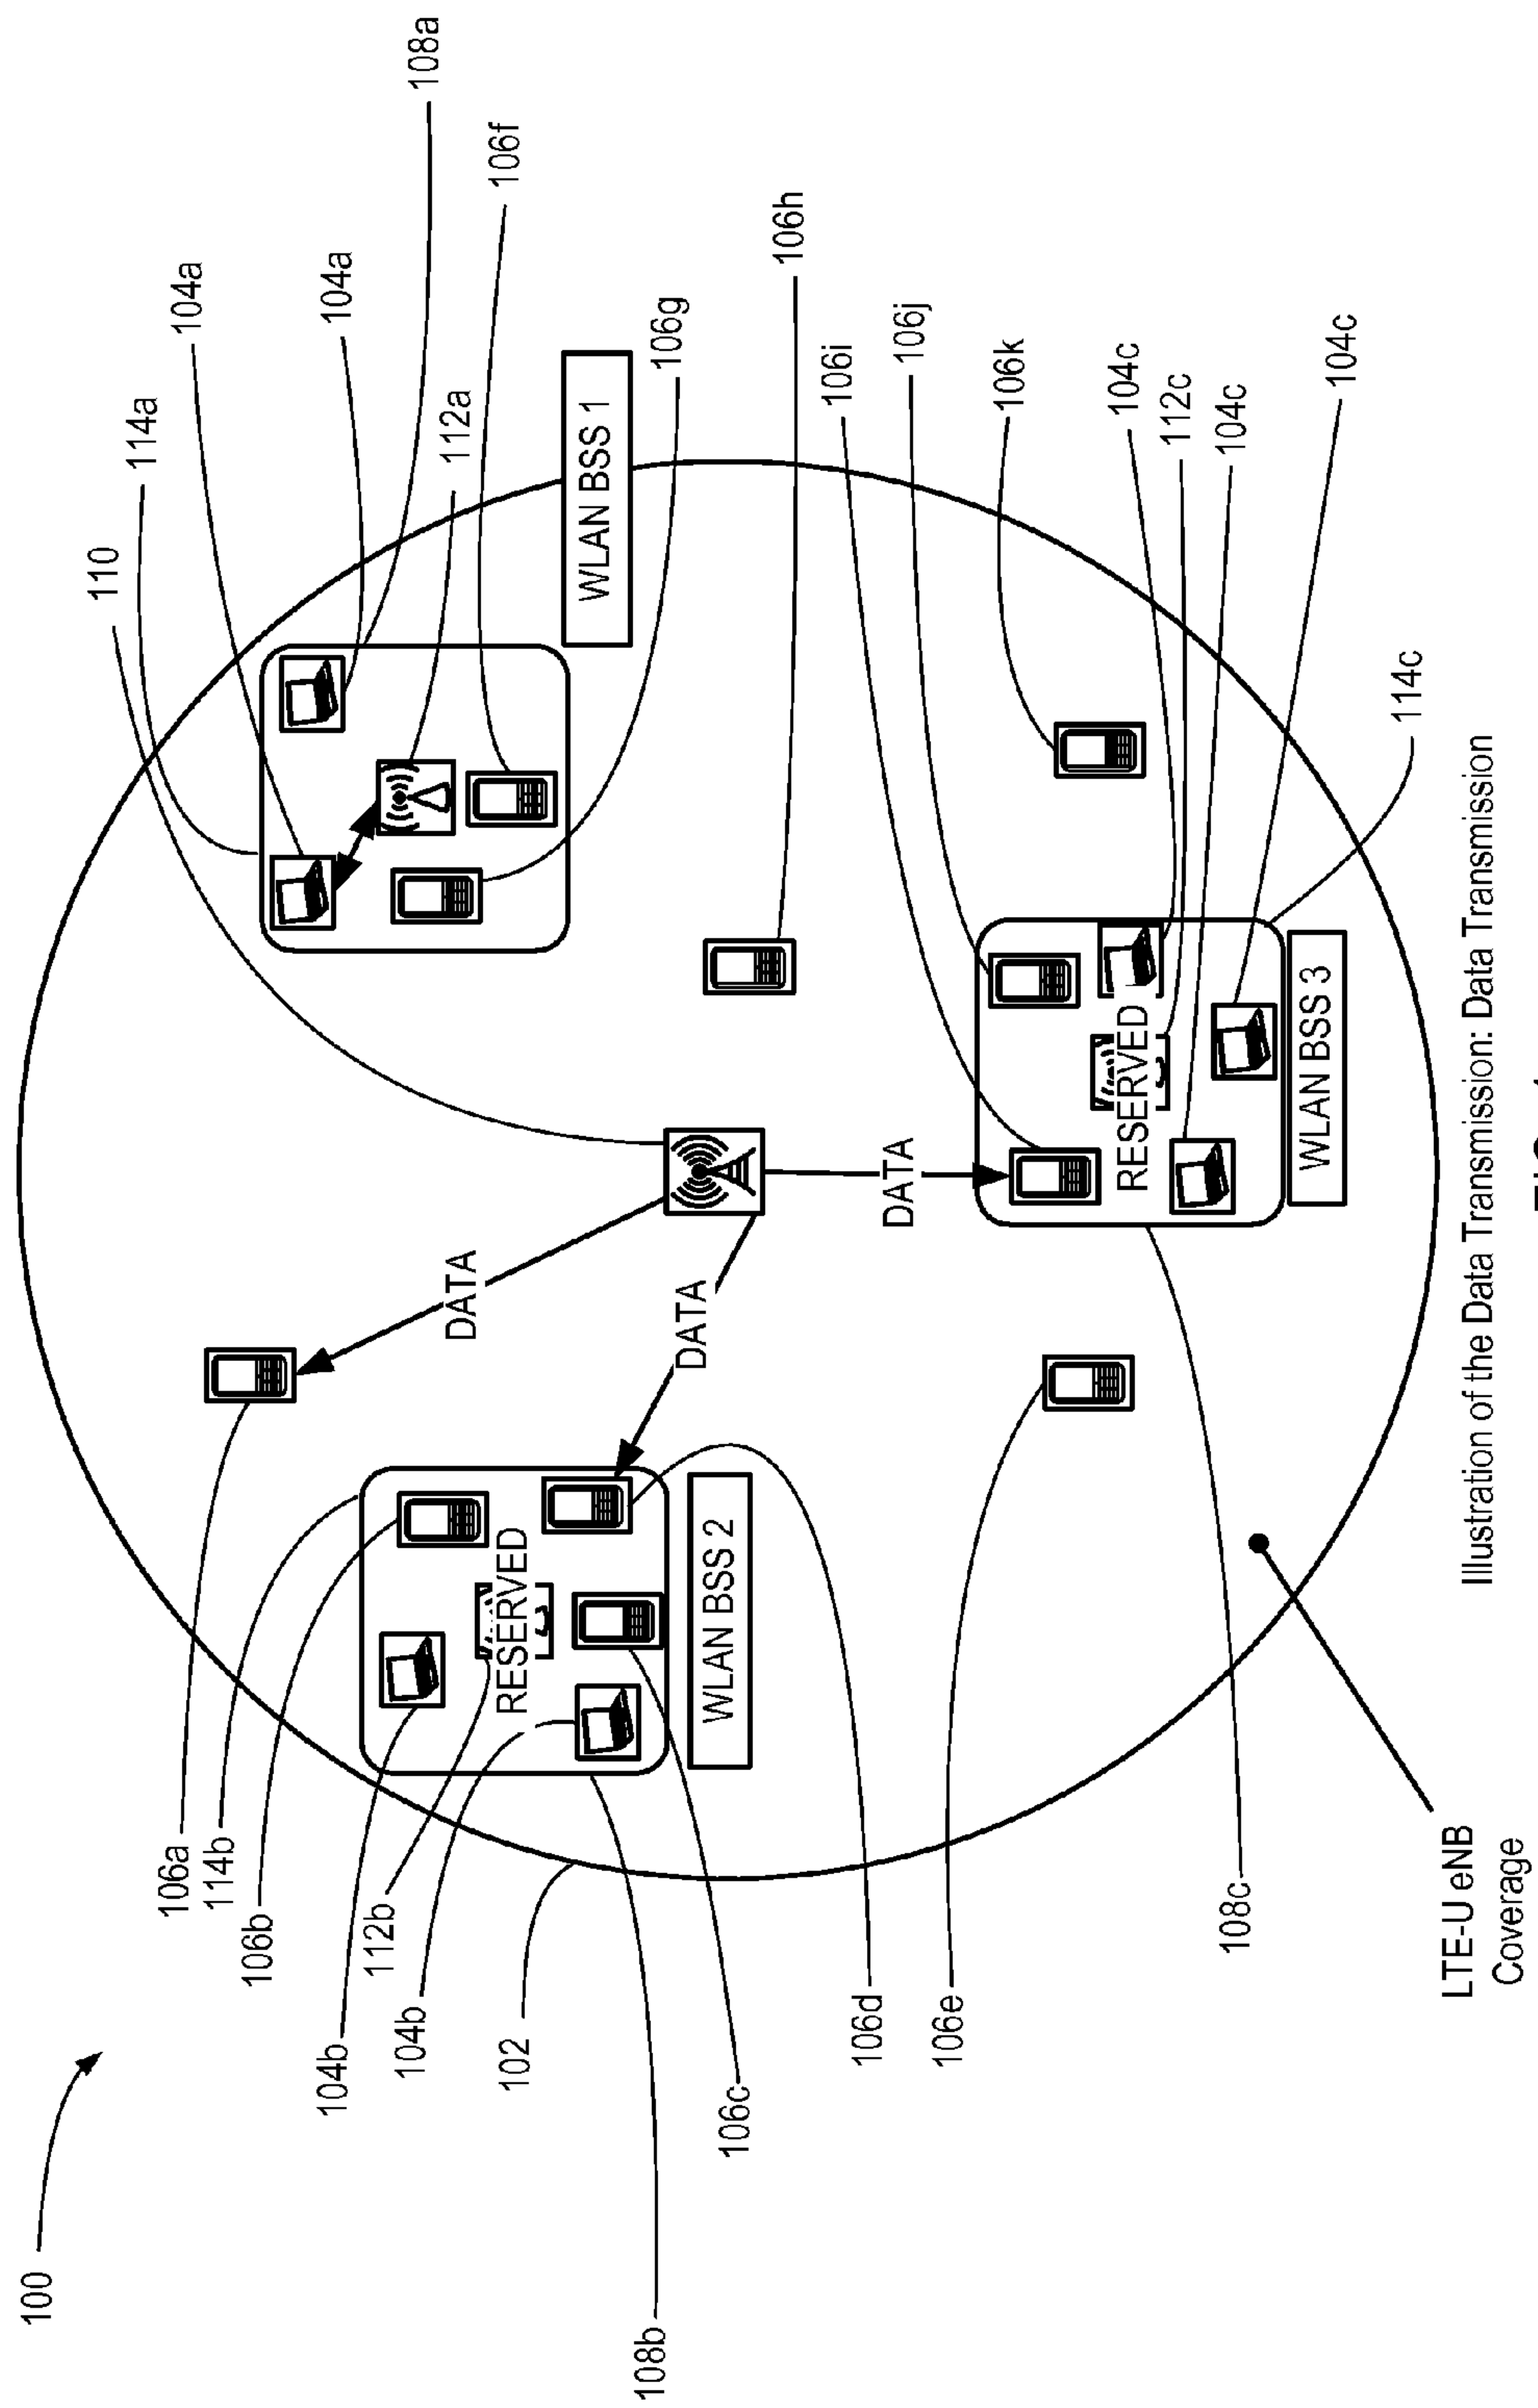 100
110
114a
106a
104a
114b
106b
104b
104a
112b
104b
108a
112a
DATA
106f
RESERVED
102
WLAN BSS 1
108b
106g
DATA
WLAN BSS 2
106c
106h
106i
106d
DATA
106j
106e
106k
104c
RESERVED
112c
104c
108c
WLAN BSS 3
104c
114c
LTE-U eNB
Coverage
Illustration of the Data Transmission: Data Transmission